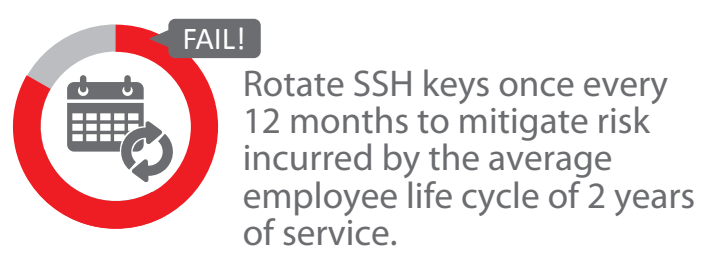 FAIL!
Rotate SSH keys once every
12 months to mitigate risk
incurred by the average
employee life cycle of 2 years
of service.